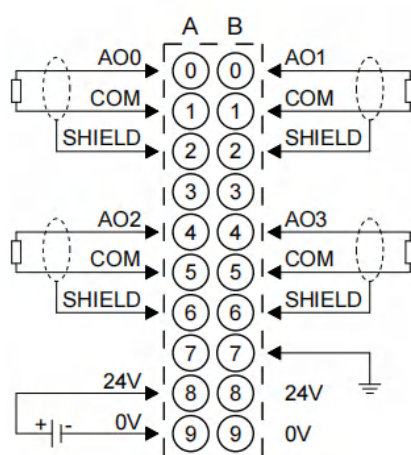 A B
AO0 0 0 AO1
COM 1 1 COM
SHIELD 2 2 SHIELD
3 3
AO2 4 4 AO3
COM 5 5 COM
SHIELD 6 6 SHIELD
7 7
24V 8 8 24V
+ - 0V 9 9 0V